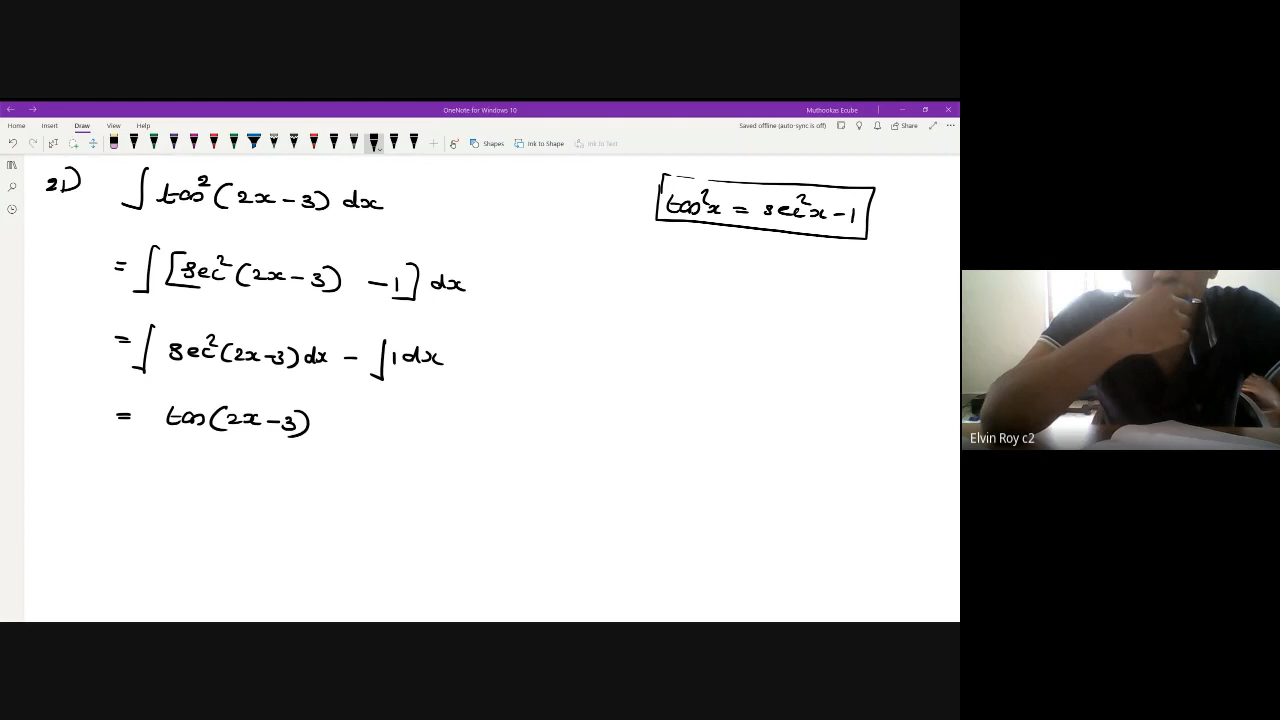 OneNote for Windows 10
Muthookas Ecube
Home Insert Draw View Help
Saved offline (auto-sync is off) Share
Shapes Ink to Shape Ink to Text
21) ∫ tan²(2x-3) dx
tan²x = sec²x - 1
= ∫ [sec²(2x-3) - 1] dx
= ∫ sec²(2x-3) dx - ∫ 1 dx
= tan(2x-3)
Elvin Roy c2